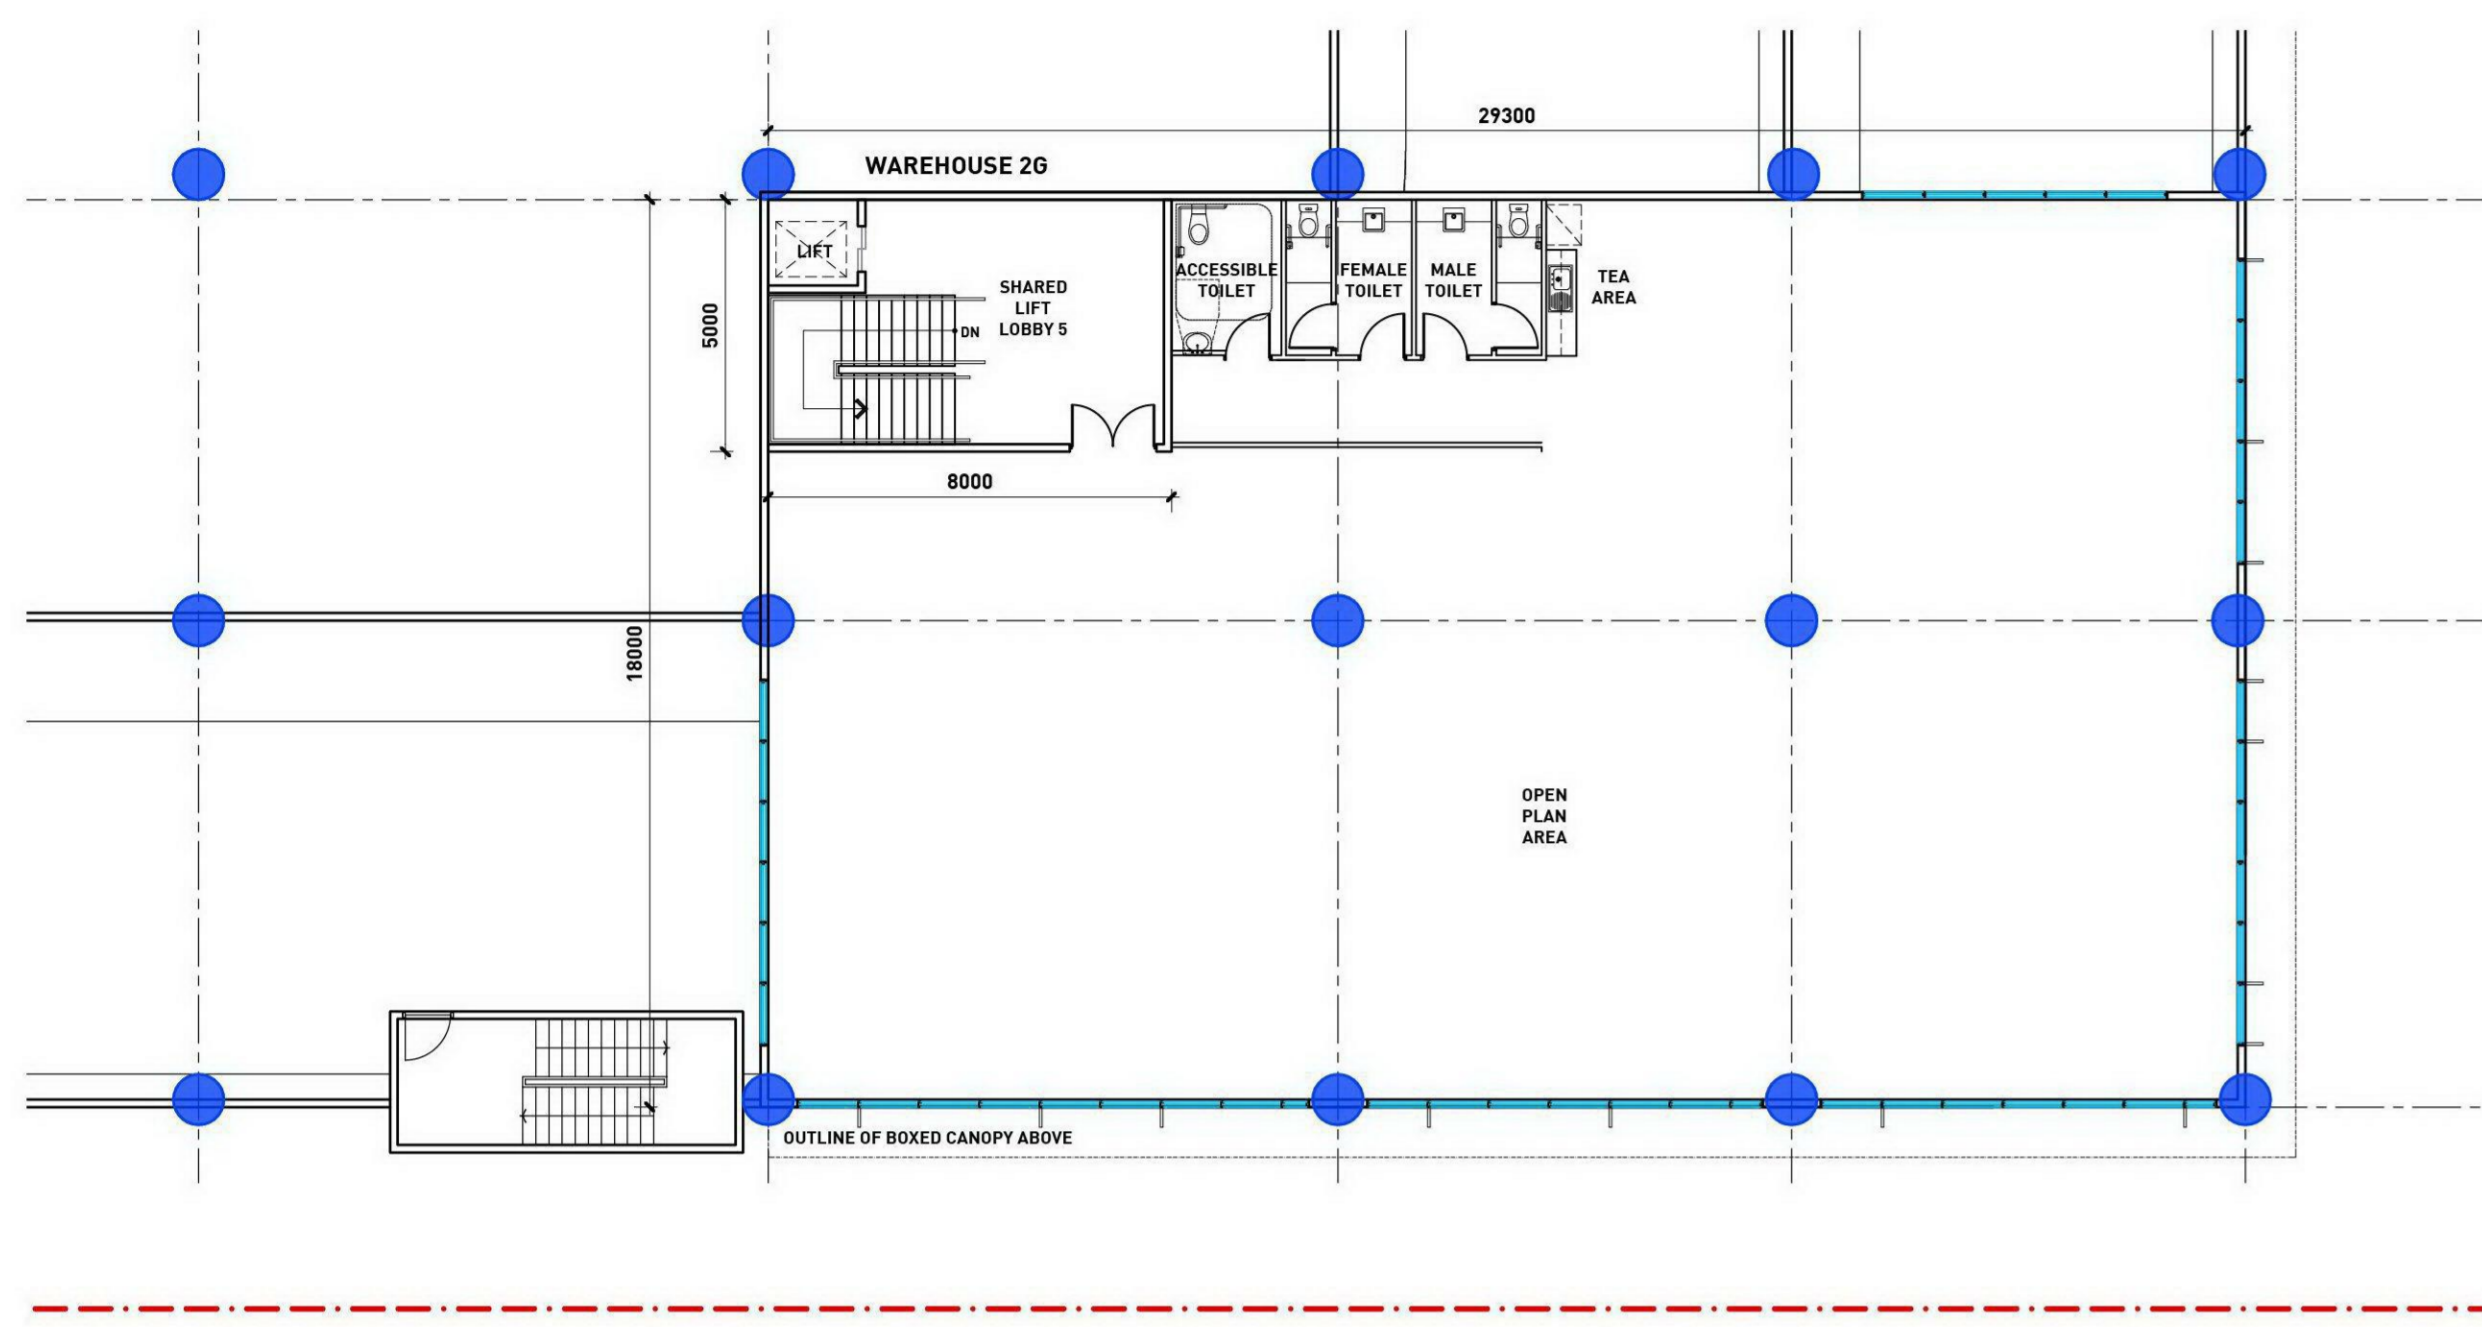 29300
WAREHOUSE 2G
LIFT
SHARED
LIFT
LOBBY 5
DN
ACCESSIBLE
TOILET
FEMALE
TOILET
MALE
TOILET
TEA
AREA
5000
8000
18000
OPEN
PLAN
AREA
OUTLINE OF BOXED CANOPY ABOVE